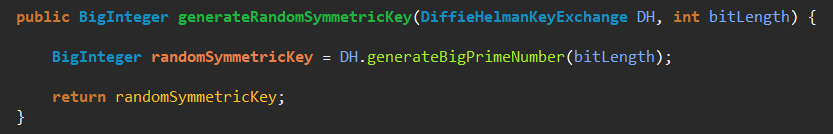 public BigInteger generateRandomSymmetricKey(DiffieHelmanKeyExchange DH, int bitLength) {
BigInteger randomSymmetricKey = DH.generateBigPrimeNumber(bitLength);
return randomSymmetricKey;
}